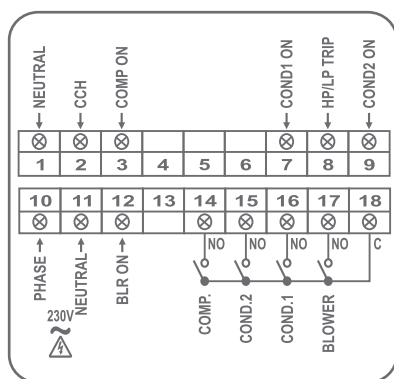 NEUTRAL
CCH
COMP ON
COND1 ON
HP/LP TRIP
COND2 ON
1 2 3 4 5 6 7 8 9
10 11 12 13 14 15 16 17 18
PHASE
NEUTRAL
BLR ON
NO NO NO NO C
230V
~
COMP.
COND.2
COND.1
BLOWER